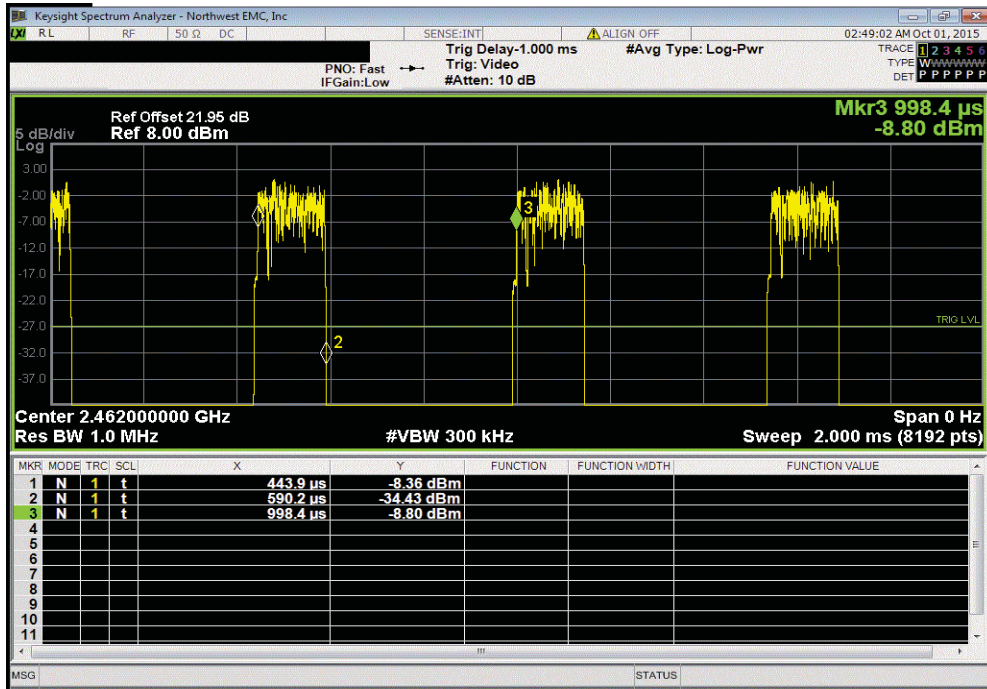 Keysight Spectrum Analyzer - Northwest EMC, Inc
LXI RL RF 50 Ω DC SENSE:INT ALIGN OFF 02:49:02 AM Oct 01, 2015
Trig Delay-1.000 ms #Avg Type: Log-Pwr TRACE 1 2 3 4 5 6
PNO: Fast Trig: Video TYPE WWWWWW
IFGain:Low #Atten: 10 dB DET P P P P P P
Mkr3 998.4 µs
-8.80 dBm
Ref Offset 21.95 dB
5 dB/div Ref 8.00 dBm
Log
3.00
-2.00
-7.00
-12.0
-17.0
-22.0
-27.0
-32.0
-37.0
3
2
TRIG LVL
Center 2.462000000 GHz Span 0 Hz
Res BW 1.0 MHz #VBW 300 kHz Sweep 2.000 ms (8192 pts)
MKR MODE TRC SCL X Y FUNCTION FUNCTION WIDTH FUNCTION VALUE
1 N 1 t 443.9 µs -8.36 dBm
2 N 1 t 590.2 µs -34.43 dBm
3 N 1 t 998.4 µs -8.80 dBm
4
5
6
7
8
9
10
11
MSG STATUS